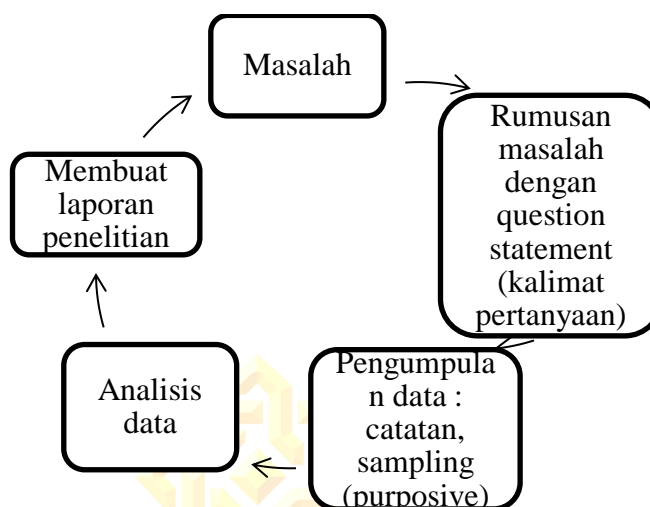 Masalah
Rumusan
masalah
dengan
question
statement
(kalimat
pertanyaan)
Pengumpula
n data :
catatan,
sampling
(purposive)
Analisis
data
Membuat
laporan
penelitian